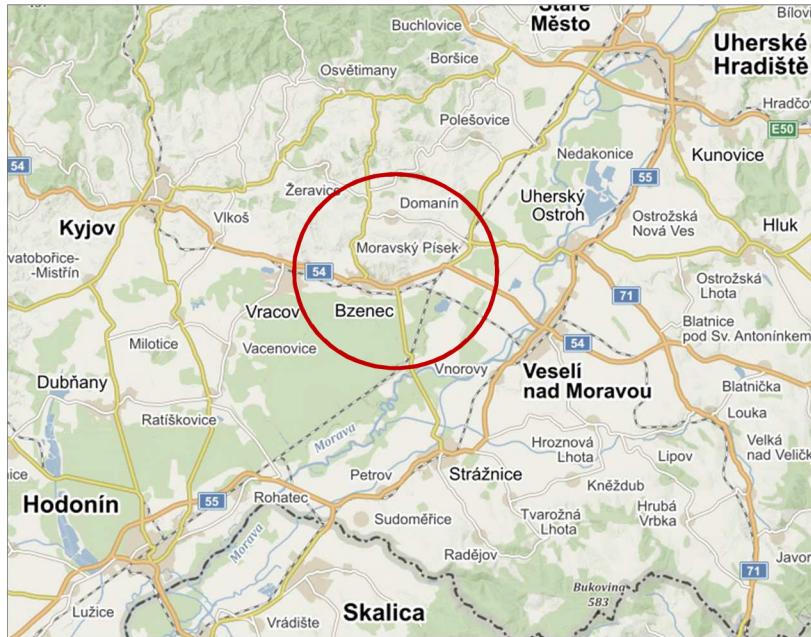 Staré
Město
Bílovi
Buchlovice
Uherské
Hradiště
Boršice
Osvětimany
Hradčo
Polešovice
E50
Nedakonice
Kunovice
54
55
Žeravice
Domanín
Uherský
Ostroh
Vlkoš
Ostrožská
Nová Ves
Hluk
Kyjov
Moravský Písek
vatobořice-
-Mistřín
54
Ostrožská
Lhota
71
Vracov
Bzenec
Blatnice
pod Sv. Antonínkem
Milotice
54
Vacenovice
Vnorovy
Veselí
nad Moravou
Dubňany
Blatnička
Louka
Ratíškovice
Morava
Hroznová
Lhota
Velká
nad Veličk
Lipov
nice
Petrov
Strážnice
Kněždub
Hodonín
55
Rohatec
Hrubá
Vrbka
Sudoměřice
Tvarožná
Lhota
Morava
Radějov
Javor
71
Bukovina
583
Lužice
Skalica
Vrádište